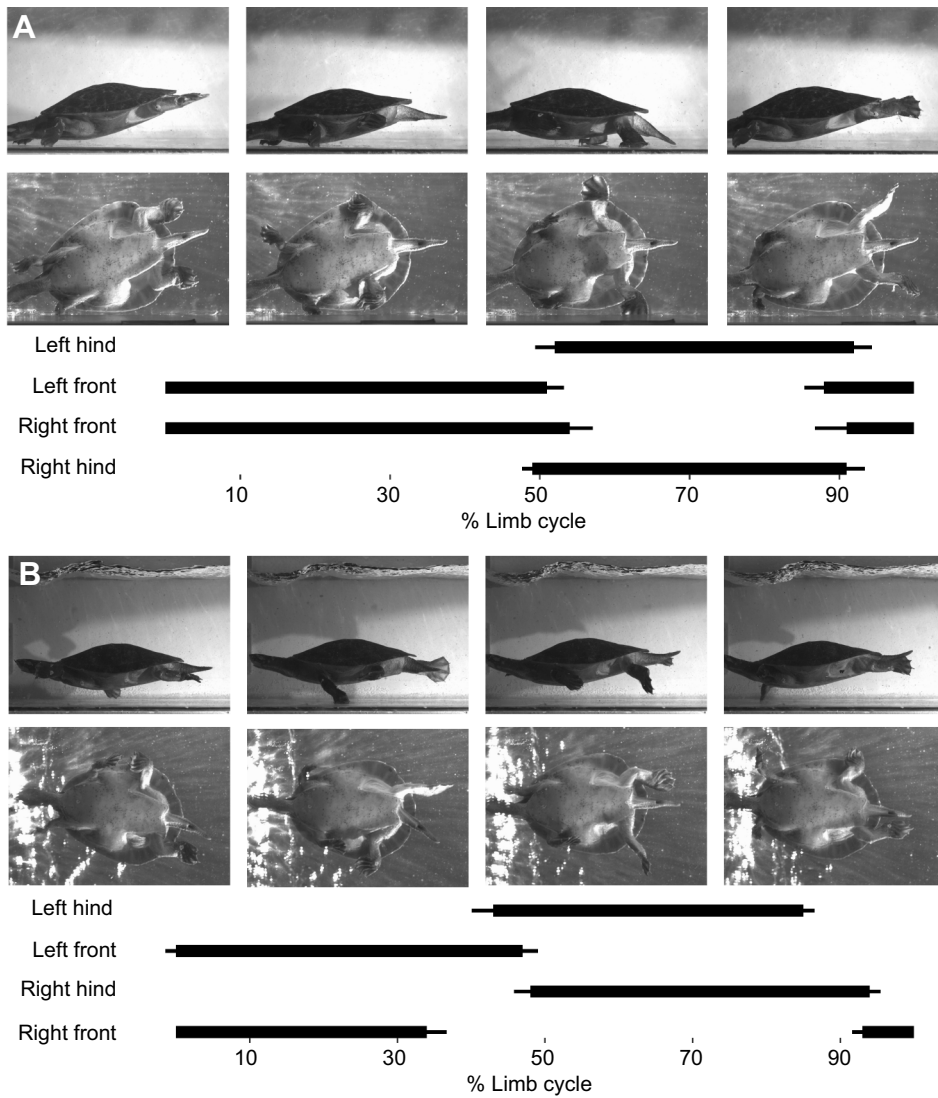 A
Left hind
Left front
Right front
Right hind
10 30 50 70 90
% Limb cycle
B
Left hind
Left front
Right hind
Right front
10 30 50 70 90
% Limb cycle